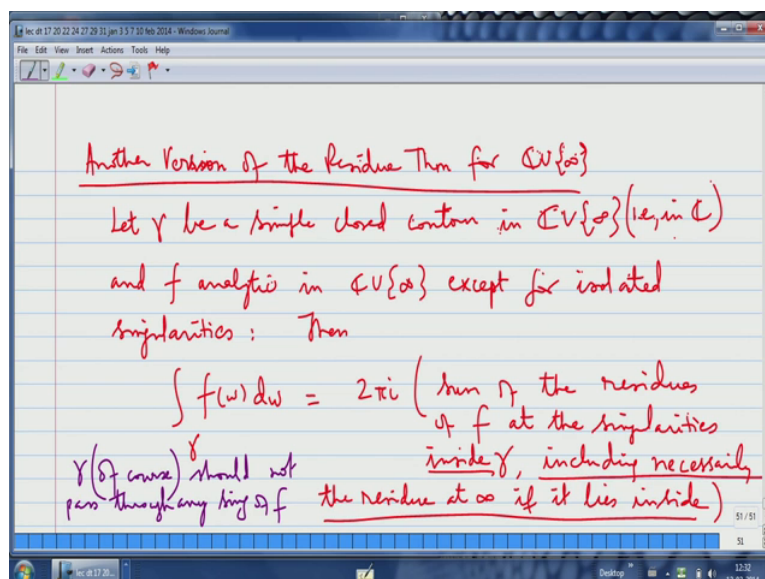 lec dt 17 20 22 24 27 29 31 jan 3 5 7 10 feb 2014 - Windows Journal
File Edit View Insert Actions Tools Help
Another Version of the Residue Thm for ℂ∪{∞}
Let γ be a simple closed contour in ℂ∪{∞} (i.e., in ℂ)
and f analytic in ℂ∪{∞} except for isolated
singularities: Then
∫γ f(w) dw = 2πi ( sum of the residues
of f at the singularities
inside γ, including necessarily
the residue at ∞ if it lies inside )
γ (of course) should not
pass through any sing of f
51 / 51
51
lec dt 17 20...
Desktop
12:32